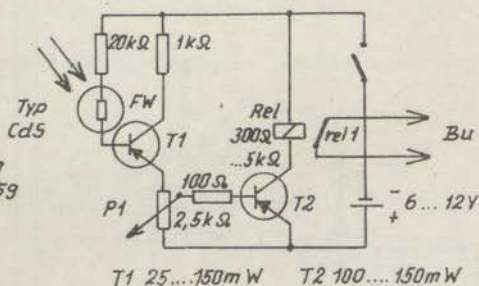 20kΩ
1kΩ
Typ
CdS
FW
T1
Rel
300Ω
...5kΩ
rel1
Bu
59
P1
100Ω
2,5kΩ
T2
- 6...12V
+
T1 25....150mW T2 100....150mW